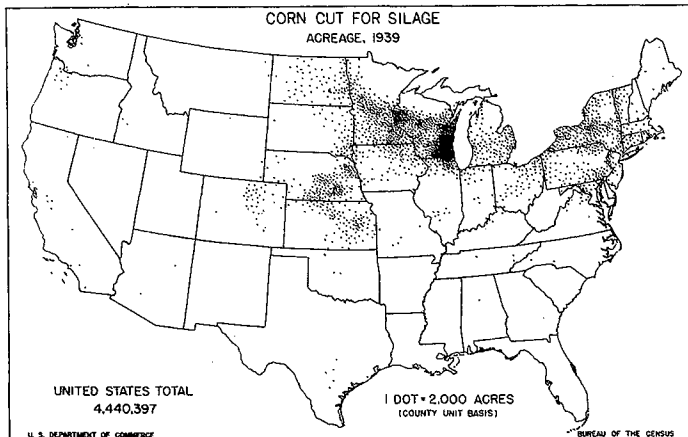 CORN CUT FOR SILAGE
ACREAGE, 1939
UNITED STATES TOTAL
4,440,397
1 DOT = 2,000 ACRES
(COUNTY UNIT BASIS)
U. S. DEPARTMENT OF COMMERCE
BUREAU OF THE CENSUS